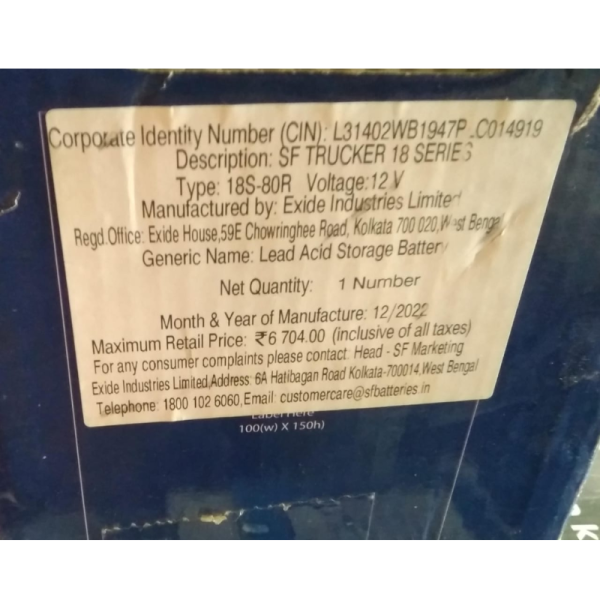 Corporate Identity Number (CIN): L31402WB1947P C014919
Description: SF TRUCKER 18 SERIES
Type: 18S-80R Voltage:12 V
Manufactured by: Exide Industries Limited
Regd.Office: Exide House,59E Chowringhee Road, Kolkata 700 020,West Bengal
Generic Name: Lead Acid Storage Battery
Net Quantity: 1 Number
Month & Year of Manufacture: 12/2022
Maximum Retail Price: ₹6 704.00 (inclusive of all taxes)
For any consumer complaints please contact: Head - SF Marketing
Exide Industries Limited,Address: 6A Hatibagan Road Kolkata-700014,West Bengal
Telephone: 1800 102 6060,Email: customercare@sfbatteries.in
Label Here
100(w) X 150h)